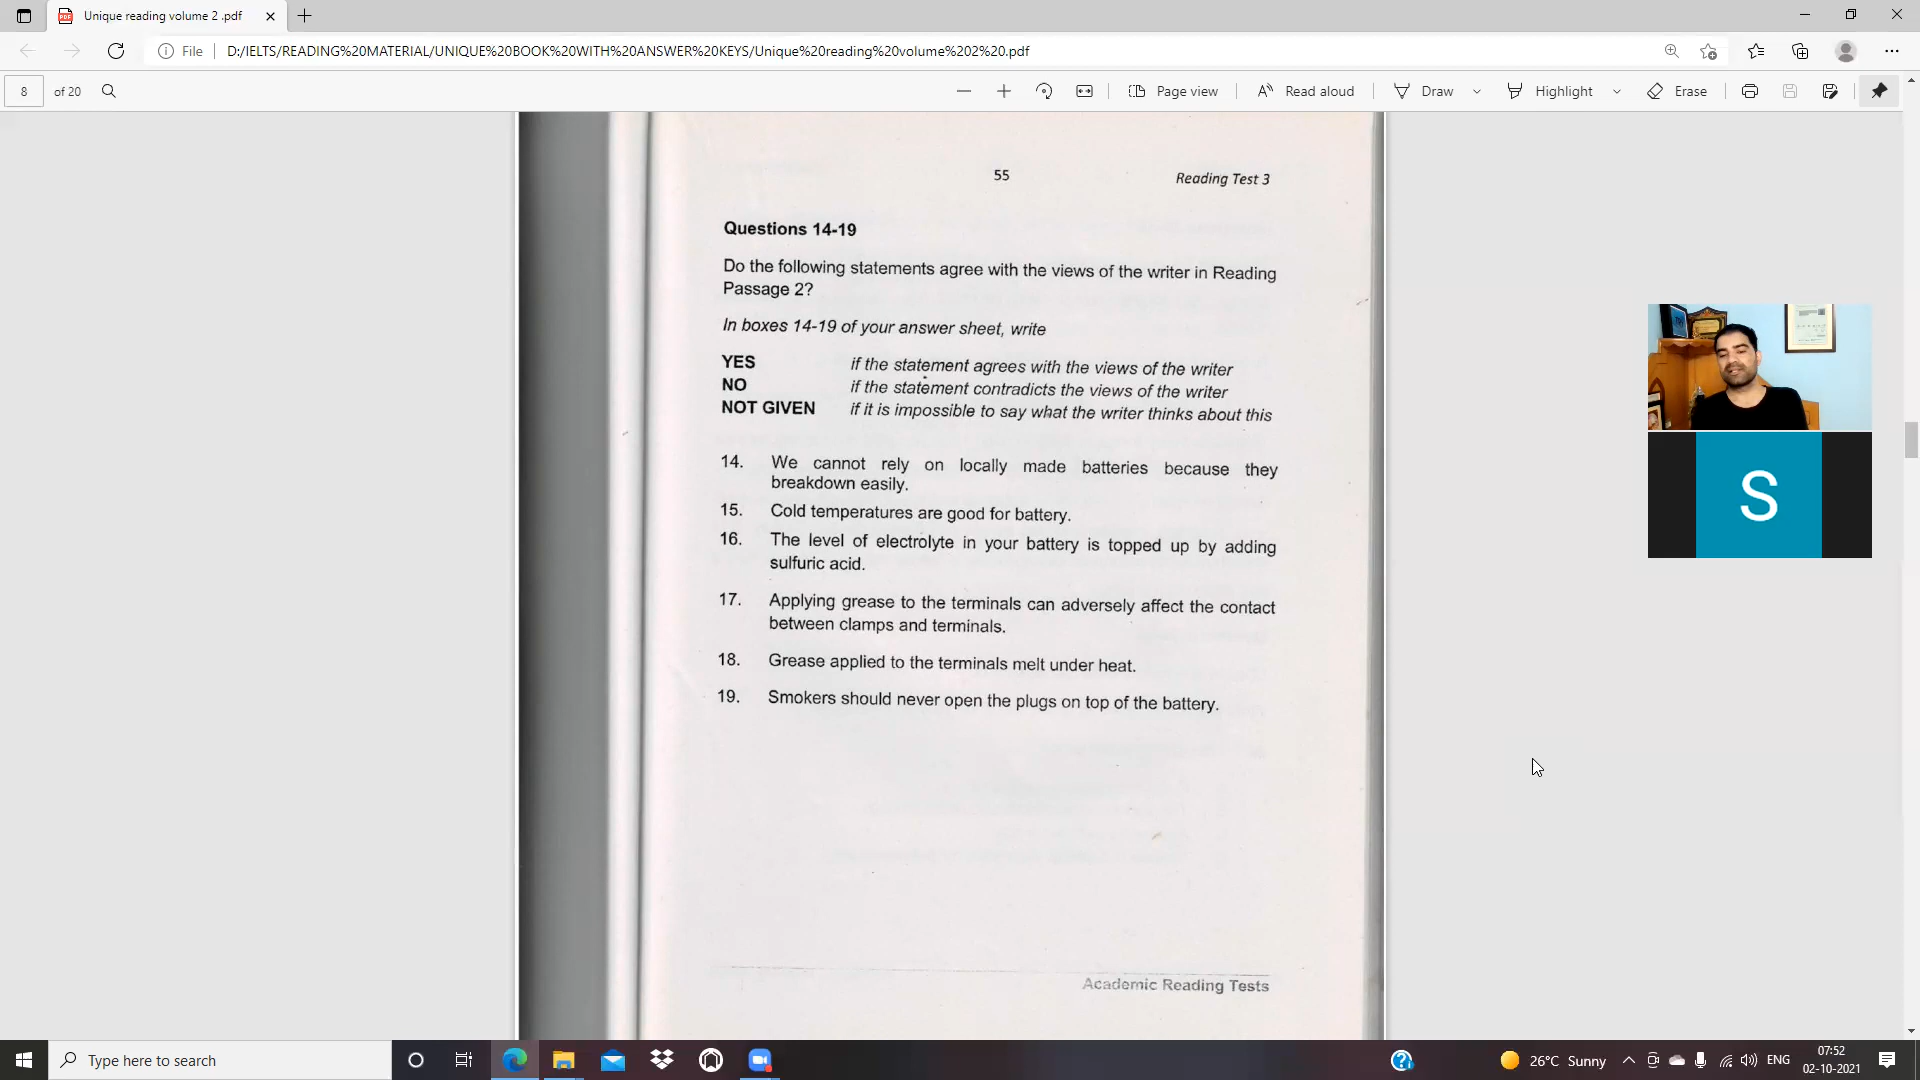 Unique reading volume 2 .pdf
File
D:/IELTS/READING%20MATERIAL/UNIQUE%20BOOK%20WITH%20ANSWER%20KEYS/Unique%20reading%20volume%202%20.pdf
8 of 20
Page view
Read aloud
Draw
Highlight
Erase
55
Reading Test 3
Questions 14-19
Do the following statements agree with the views of the writer in Reading
Passage 2?
In boxes 14-19 of your answer sheet, write
YES if the statement agrees with the views of the writer
NO if the statement contradicts the views of the writer
NOT GIVEN if it is impossible to say what the writer thinks about this
14. We cannot rely on locally made batteries because they
breakdown easily.
15. Cold temperatures are good for battery.
16. The level of electrolyte in your battery is topped up by adding
sulfuric acid.
17. Applying grease to the terminals can adversely affect the contact
between clamps and terminals.
18. Grease applied to the terminals melt under heat.
19. Smokers should never open the plugs on top of the battery.
Academic Reading Tests
S
Type here to search
26°C Sunny
ENG
07:52
02-10-2021